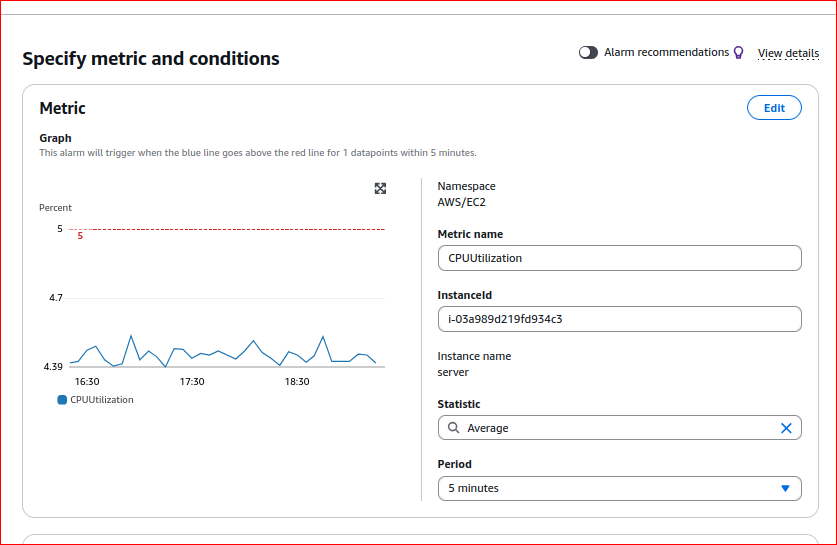 Specify metric and conditions
Alarm recommendations
View details
Metric
Edit
Graph
This alarm will trigger when the blue line goes above the red line for 1 datapoints within 5 minutes.
Percent
5
5
4.7
4.39
16:30
17:30
18:30
CPUUtilization
Namespace
AWS/EC2
Metric name
CPUUtilization
InstanceId
i-03a989d219fd934c3
Instance name
server
Statistic
Average
Period
5 minutes